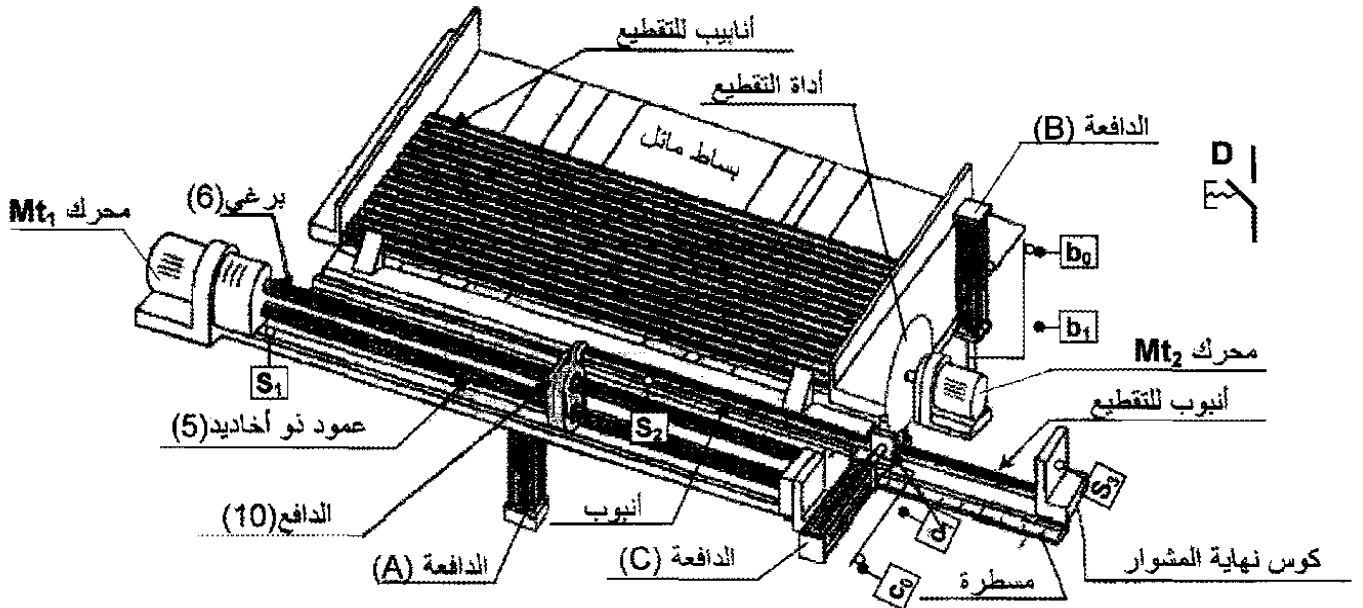 أنابيب للتقطيع
أداة التقطيع
الدافعة (B)
بساط مائل
D
برغي(6)
محرك Mt₁
b₀
b₁
محرك Mt₂
أنبوب للتقطيع
S₁
S₂
S₃
عمود ذو أخاديد(5)
الدافع(10)
أنبوب
الدافعة (A)
الدافعة (C)
d₁
c₀
مسطرة
كوس نهاية المشوار